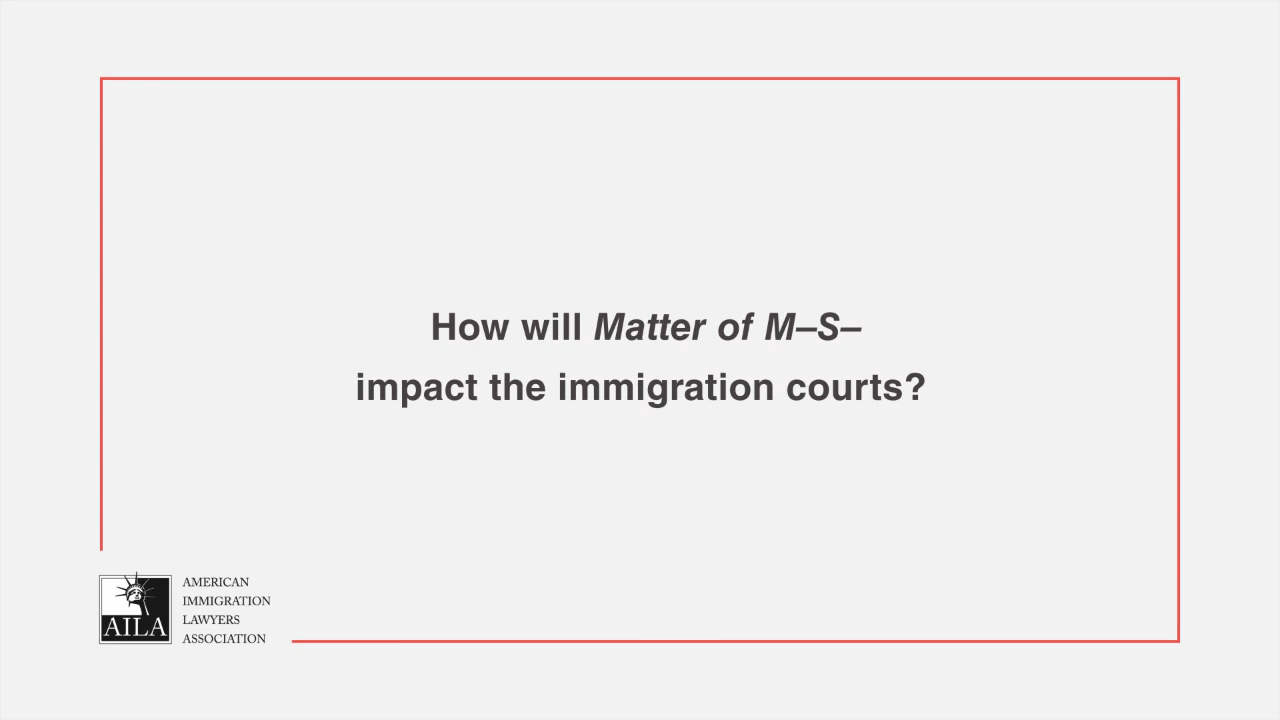 How will Matter of M–S–
impact the immigration courts?
AILA
AMERICAN
IMMIGRATION
LAWYERS
ASSOCIATION